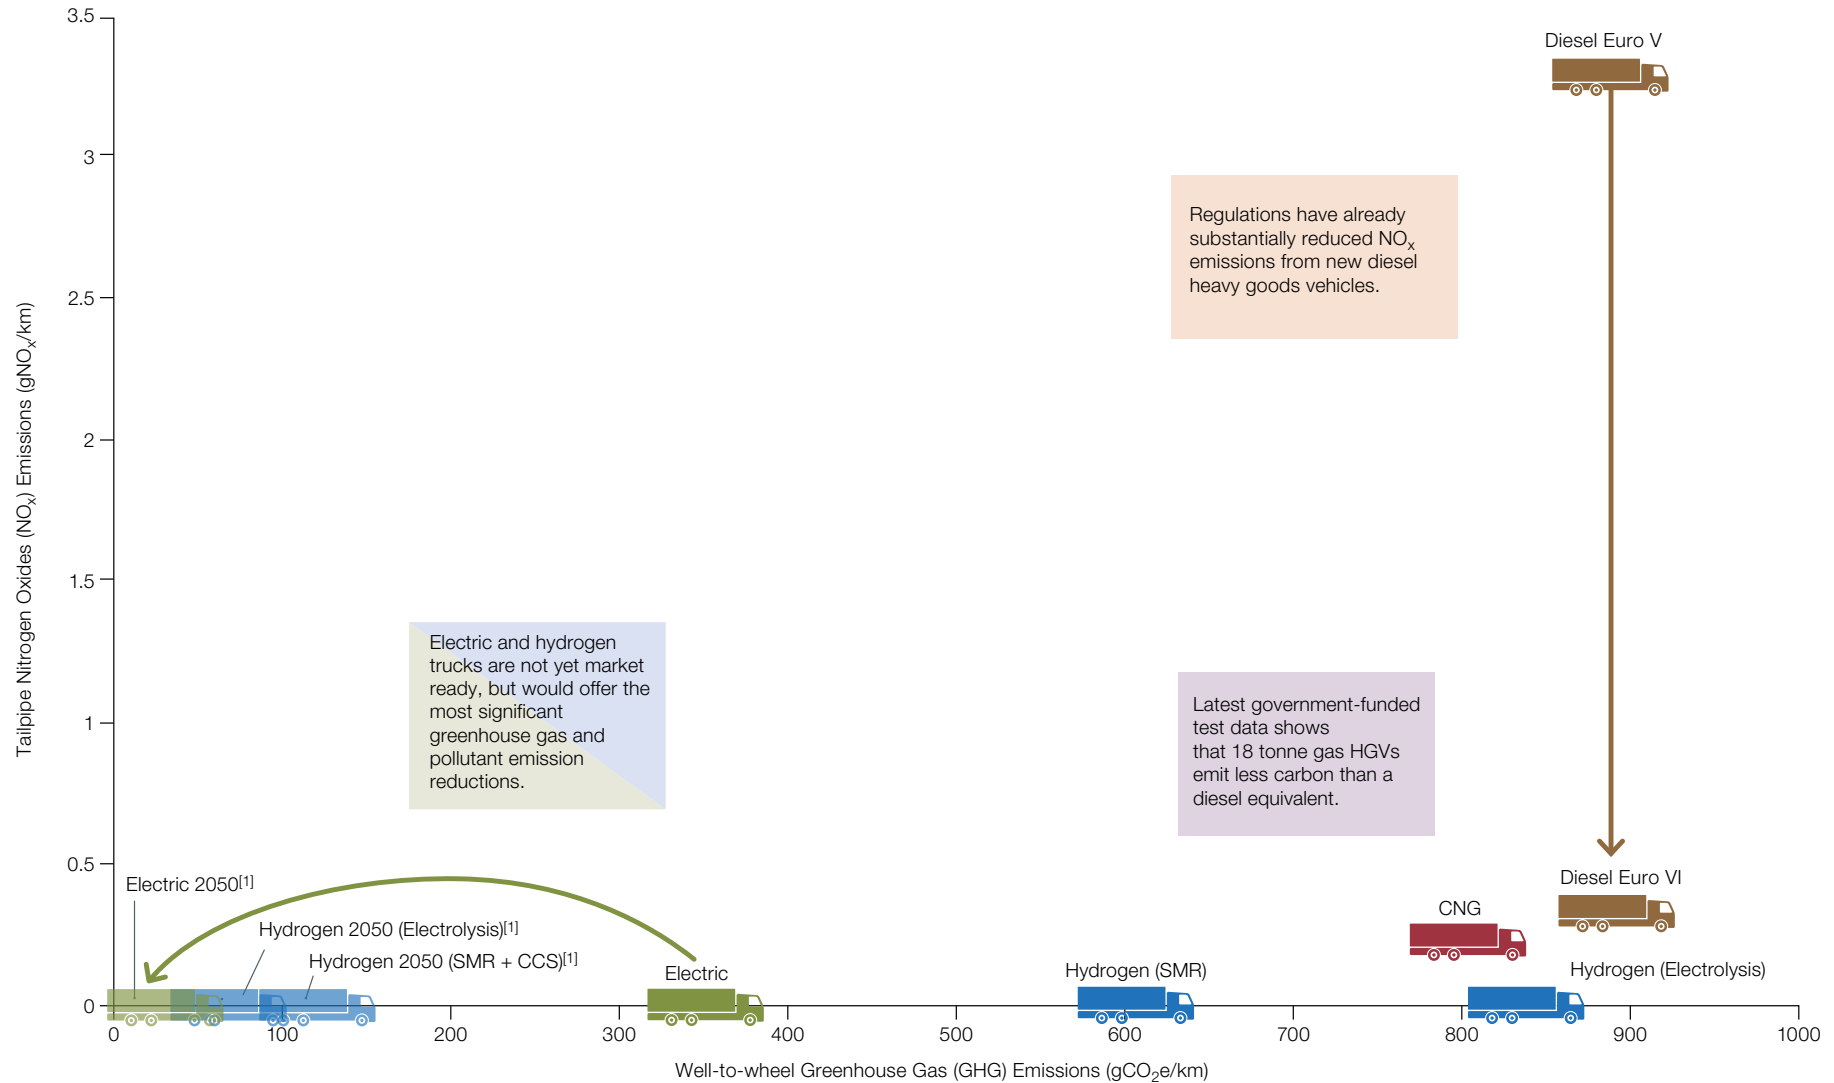 3.5
Diesel Euro V
3
Regulations have already
substantially reduced NOx
emissions from new diesel
heavy goods vehicles.
2.5
Tailpipe Nitrogen Oxides (NOx) Emissions (gNOx/km)
2
1.5
Electric and hydrogen
trucks are not yet market
ready, but would offer the
most significant
greenhouse gas and
pollutant emission
reductions.
Latest government-funded
test data shows
that 18 tonne gas HGVs
emit less carbon than a
diesel equivalent.
1
0.5
Electric 2050[1]
Diesel Euro VI
CNG
Hydrogen 2050 (Electrolysis)[1]
Hydrogen 2050 (SMR + CCS)[1]
Electric
Hydrogen (SMR)
Hydrogen (Electrolysis)
0
0 100 200 300 400 500 600 700 800 900 1000
Well-to-wheel Greenhouse Gas (GHG) Emissions (gCO2e/km)